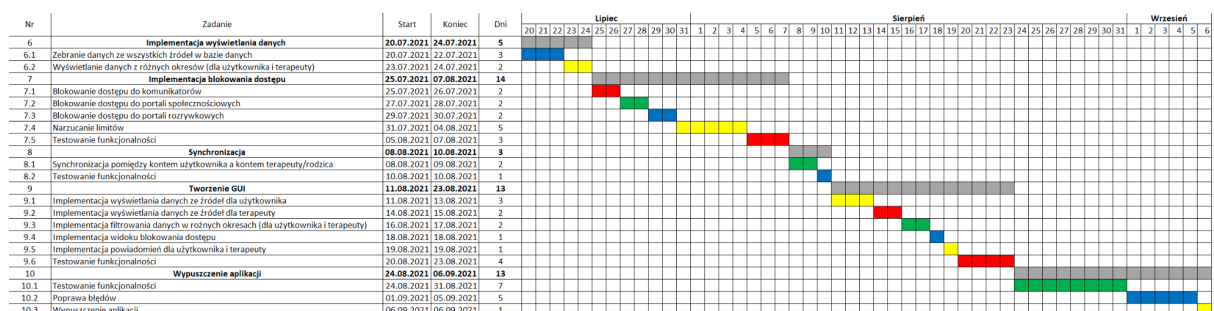 Lipiec Sierpień Wrzesień
Nr Zadanie Start Koniec Dni 20 21 22 23 24 25 26 27 28 29 30 31 1 2 3 4 5 6 7 8 9 10 11 12 13 14 15 16 17 18 19 20 21 22 23 24 25 26 27 28 29 30 31 1 2 3 4 5 6
6 Implementacja wyświetlania danych 20.07.2021 24.07.2021 5
6.1 Zebranie danych ze wszystkich źródeł w bazie danych 20.07.2021 22.07.2021 3
6.2 Wyświetlanie danych z różnych okresów (dla użytkownika i terapeuty) 23.07.2021 24.07.2021 2
7 Implementacja blokowania dostępu 25.07.2021 07.08.2021 14
7.1 Blokowanie dostępu do komunikatorów 25.07.2021 26.07.2021 2
7.2 Blokowanie dostępu do portali społecznościowych 27.07.2021 28.07.2021 2
7.3 Blokowanie dostępu do portali rozrywkowych 29.07.2021 30.07.2021 2
7.4 Narzucanie limitów 31.07.2021 04.08.2021 5
7.5 Testowanie funkcjonalności 05.08.2021 07.08.2021 3
8 Synchronizacja 08.08.2021 10.08.2021 3
8.1 Synchronizacja pomiędzy kontem użytkownika a kontem terapeuty/rodzica 08.08.2021 09.08.2021 2
8.2 Testowanie funkcjonalności 10.08.2021 10.08.2021 1
9 Tworzenie GUI 11.08.2021 23.08.2021 13
9.1 Implementacja wyświetlania danych ze źródeł dla użytkownika 11.08.2021 13.08.2021 3
9.2 Implementacja wyświetlania danych ze źródeł dla terapeuty 14.08.2021 15.08.2021 2
9.3 Implementacja filtrowania danych w rożnych okresach (dla użytkownika i terapeuty) 16.08.2021 17.08.2021 2
9.4 Implementacja widoku blokowania dostępu 18.08.2021 18.08.2021 1
9.5 Implementacja powiadomień dla użytkownika i terapeuty 19.08.2021 19.08.2021 1
9.6 Testowanie funkcjonalności 20.08.2021 23.08.2021 4
10 Wypuszczenie aplikacji 24.08.2021 06.09.2021 13
10.1 Testowanie funkcjonalności 24.08.2021 31.08.2021 7
10.2 Poprawa błędów 01.09.2021 05.09.2021 5
10.3 Wypuszczenie aplikacji 06.09.2021 06.09.2021 1